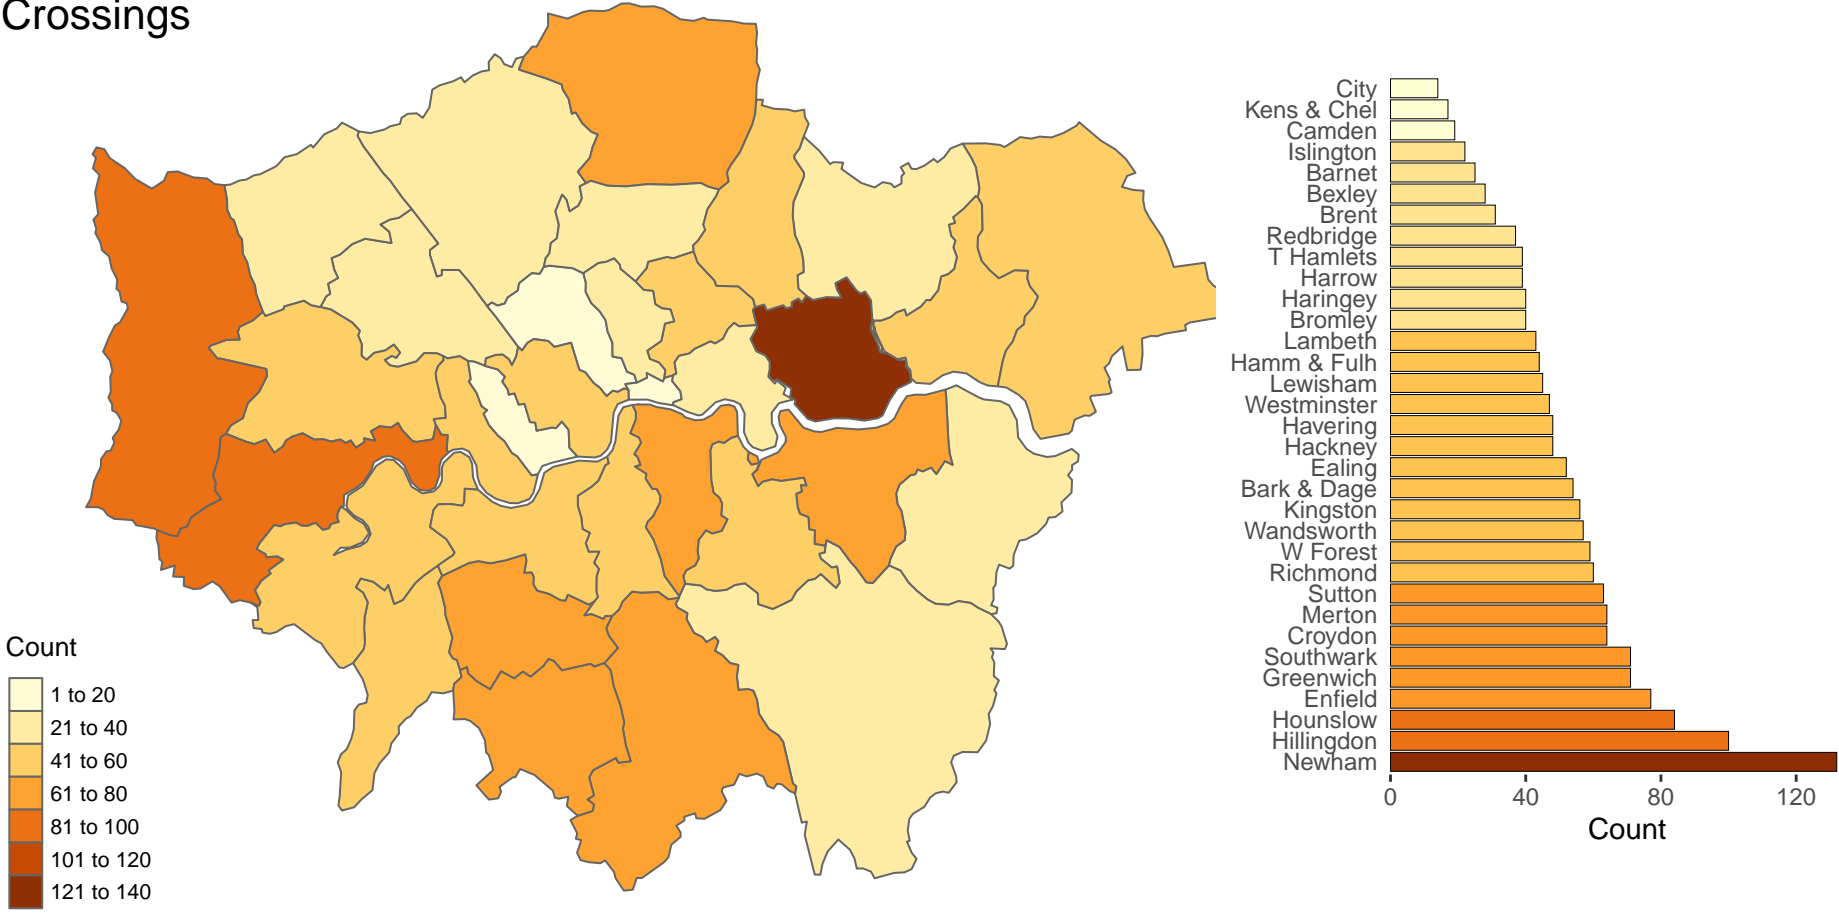 Crossings
Count
1 to 20
21 to 40
41 to 60
61 to 80
81 to 100
101 to 120
121 to 140
City
Kens & Chel
Camden
Islington
Barnet
Bexley
Brent
Redbridge
T Hamlets
Harrow
Haringey
Bromley
Lambeth
Hamm & Fulh
Lewisham
Westminster
Havering
Hackney
Ealing
Bark & Dage
Kingston
Wandsworth
W Forest
Richmond
Sutton
Merton
Croydon
Southwark
Greenwich
Enfield
Hounslow
Hillingdon
Newham
0 40 80 120
Count